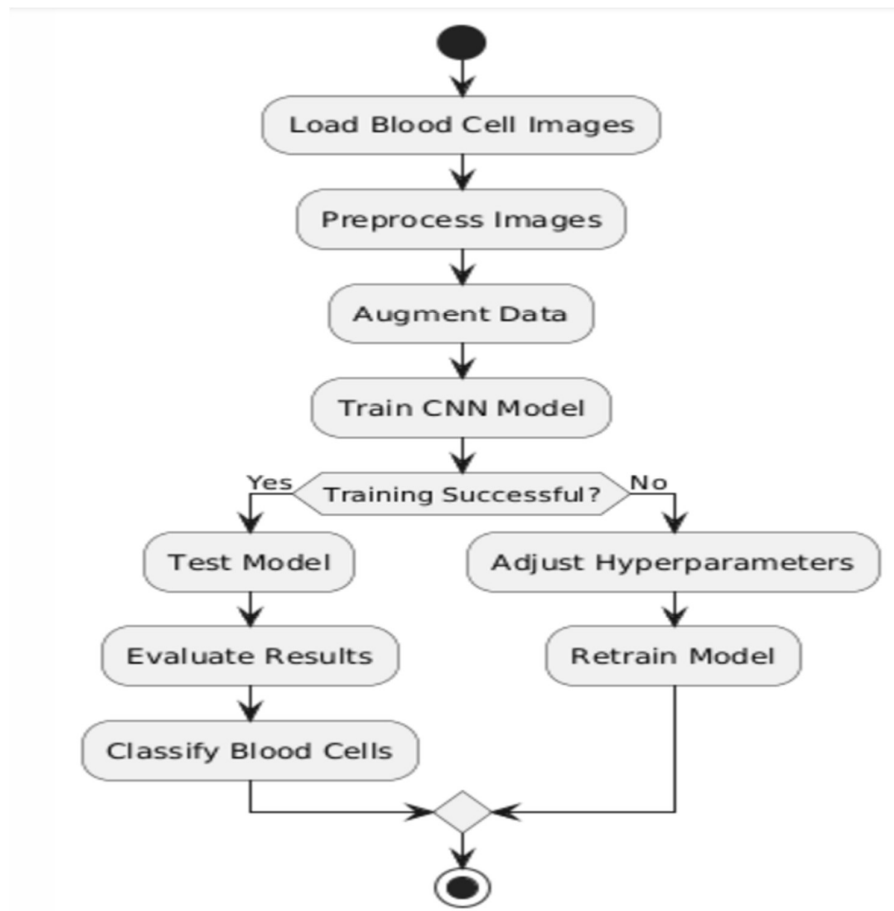 Load Blood Cell Images
Preprocess Images
Augment Data
Train CNN Model
Yes
Training Successful?
No
Test Model
Adjust Hyperparameters
Evaluate Results
Retrain Model
Classify Blood Cells